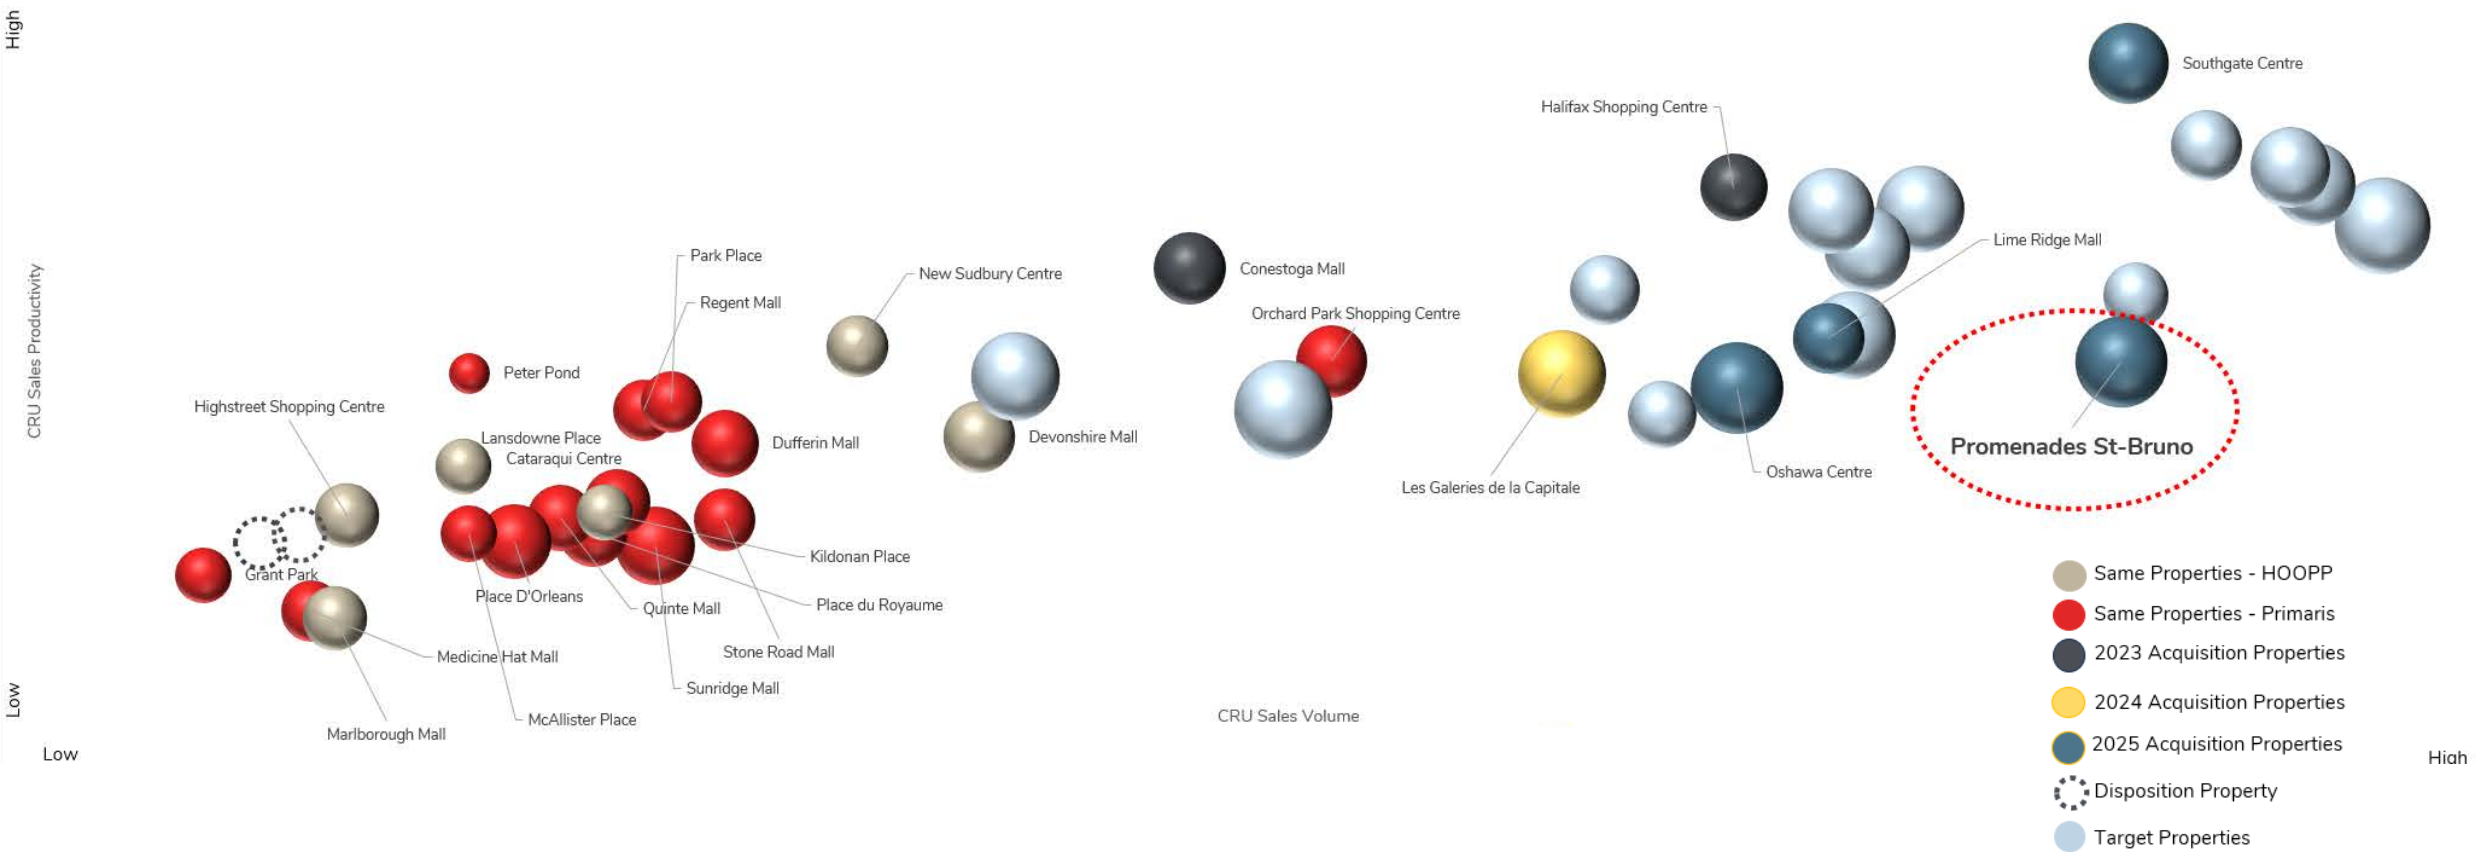 High
Southgate Centre
Halifax Shopping Centre
Lime Ridge Mall
Park Place
New Sudbury Centre
Conestoga Mall
Regent Mall
Orchard Park Shopping Centre
CRU Sales Productivity
Peter Pond
Highstreet Shopping Centre
Lansdowne Place
Cataraqui Centre
Dufferin Mall
Devonshire Mall
Promenades St-Bruno
Oshawa Centre
Les Galeries de la Capitale
Kildonan Place
Grant Park
Place D'Orleans
Quinte Mall
Place du Royaume
Stone Road Mall
Medicine Hat Mall
Sunridge Mall
McAllister Place
Marlborough Mall
Low
CRU Sales Volume
Low
High
Same Properties - HOOPP
Same Properties - Primaris
2023 Acquisition Properties
2024 Acquisition Properties
2025 Acquisition Properties
Disposition Property
Target Properties